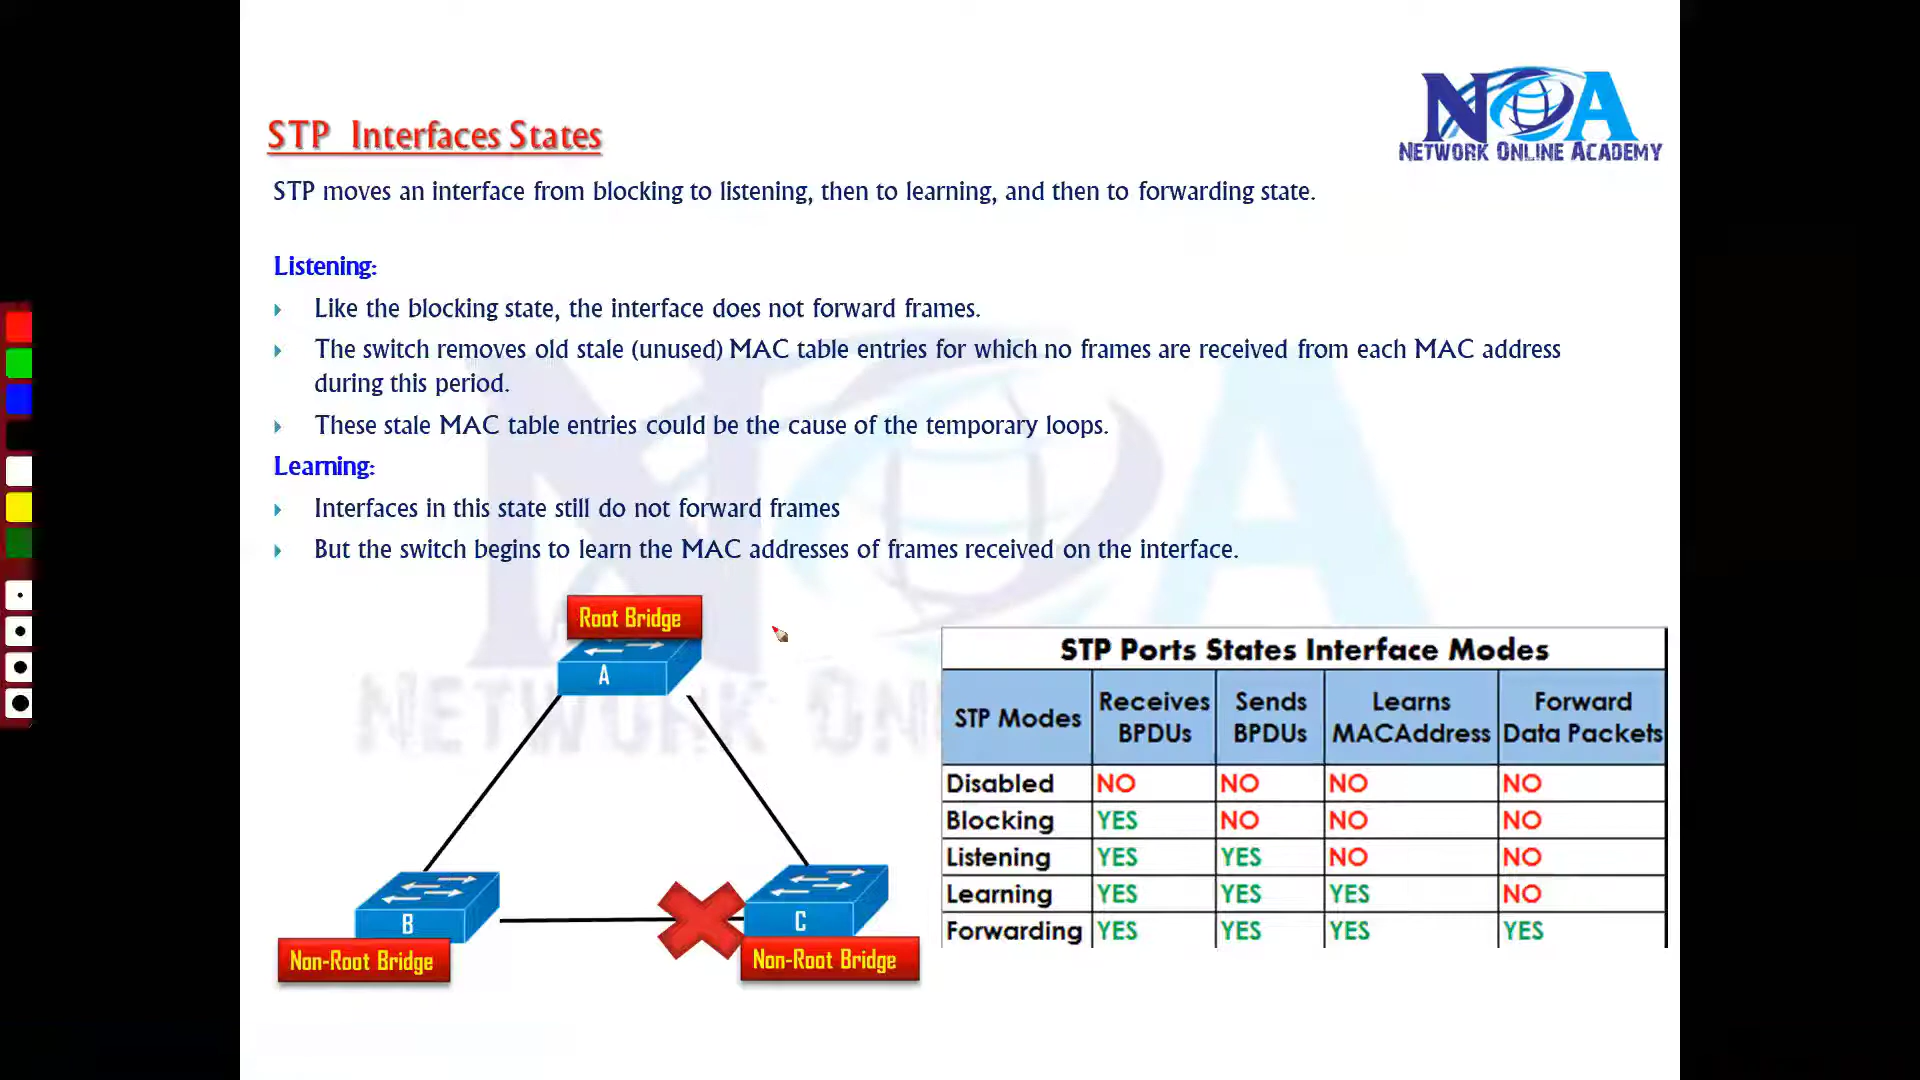 NOA
NETWORK ONLINE ACADEMY
STP Interfaces States
STP moves an interface from blocking to listening, then to learning, and then to forwarding state.
Listening:
Like the blocking state, the interface does not forward frames.
The switch removes old stale (unused) MAC table entries for which no frames are received from each MAC address
during this period.
These stale MAC table entries could be the cause of the temporary loops.
Learning:
Interfaces in this state still do not forward frames
But the switch begins to learn the MAC addresses of frames received on the interface.
Root Bridge
A
B
Non-Root Bridge
C
Non-Root Bridge
NOA
NETWORK ON
STP Ports States Interface Modes
STP Modes Receives BPDUs Sends BPDUs Learns MACAddress Forward Data Packets
Disabled NO NO NO NO
Blocking YES NO NO NO
Listening YES YES NO NO
Learning YES YES YES NO
Forwarding YES YES YES YES